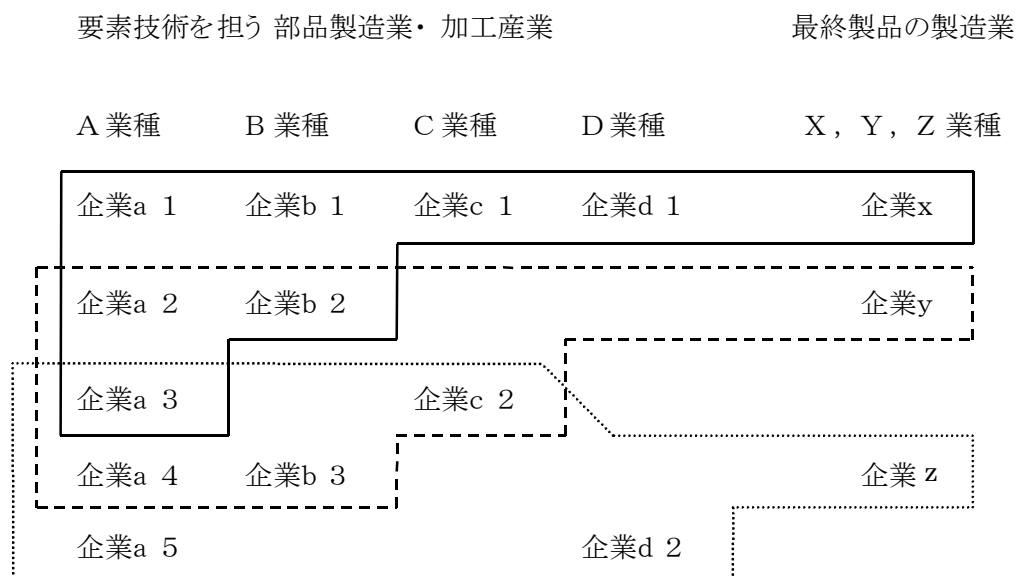 要素技術を担う 部品製造業・ 加工産業 最終製品の製造業
A 業種 B 業種 C 業種 D 業種 X , Y , Z 業種
企業a 1 企業b 1 企業c 1 企業d 1 企業x
企業a 2 企業b 2 企業y
企業a 3 企業c 2
企業a 4 企業b 3 企業 z
企業a 5 企業d 2